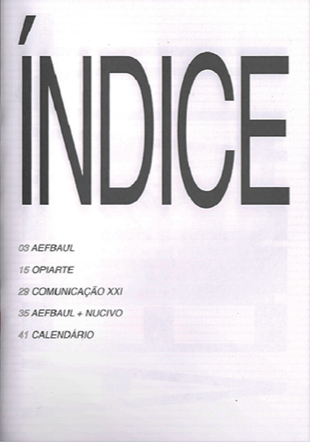 ÍNDICE
03 AEFBAUL
15 OPIARTE
29 COMUNICAÇÃO XXI
35 AEFBAUL + NUCIVO
41 CALENDÁRIO